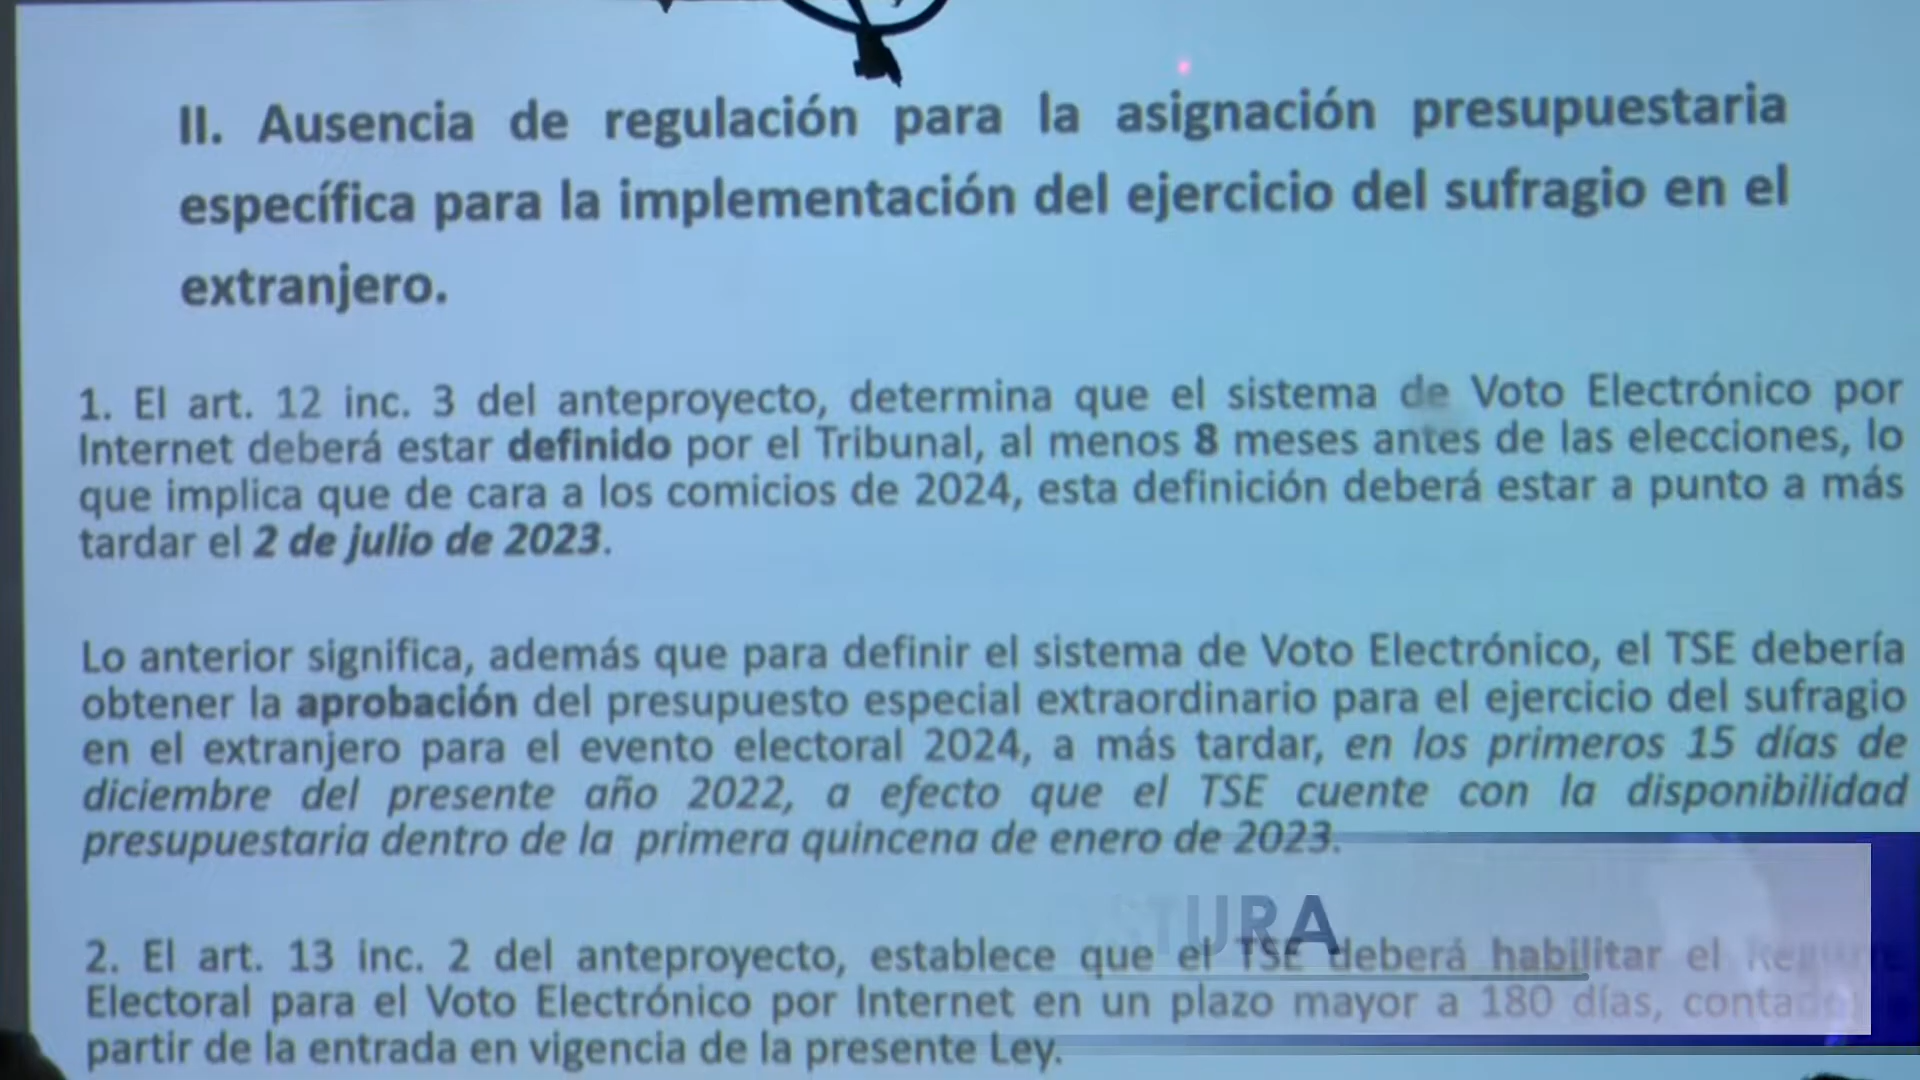 II. Ausencia de regulación para la asignación presupuestaria
específica para la implementación del ejercicio del sufragio en el
extranjero.
1. El art. 12 inc. 3 del anteproyecto, determina que el sistema de Voto Electrónico por
Internet deberá estar definido por el Tribunal, al menos 8 meses antes de las elecciones, lo
que implica que de cara a los comicios de 2024, esta definición deberá estar a punto a más
tardar el 2 de julio de 2023.
Lo anterior significa, además que para definir el sistema de Voto Electrónico, el TSE debería
obtener la aprobación del presupuesto especial extraordinario para el ejercicio del sufragio
en el extranjero para el evento electoral 2024, a más tardar, en los primeros 15 días de
diciembre del presente año 2022, a efecto que el TSE cuente con la disponibilidad
presupuestaria dentro de la primera quincena de enero de 2023.
STURA
2. El art. 13 inc. 2 del anteproyecto, establece que el TSE deberá habilitar el
Electoral para el Voto Electrónico por Internet en un plazo mayor a 180 días,
partir de la entrada en vigencia de la presente Ley.